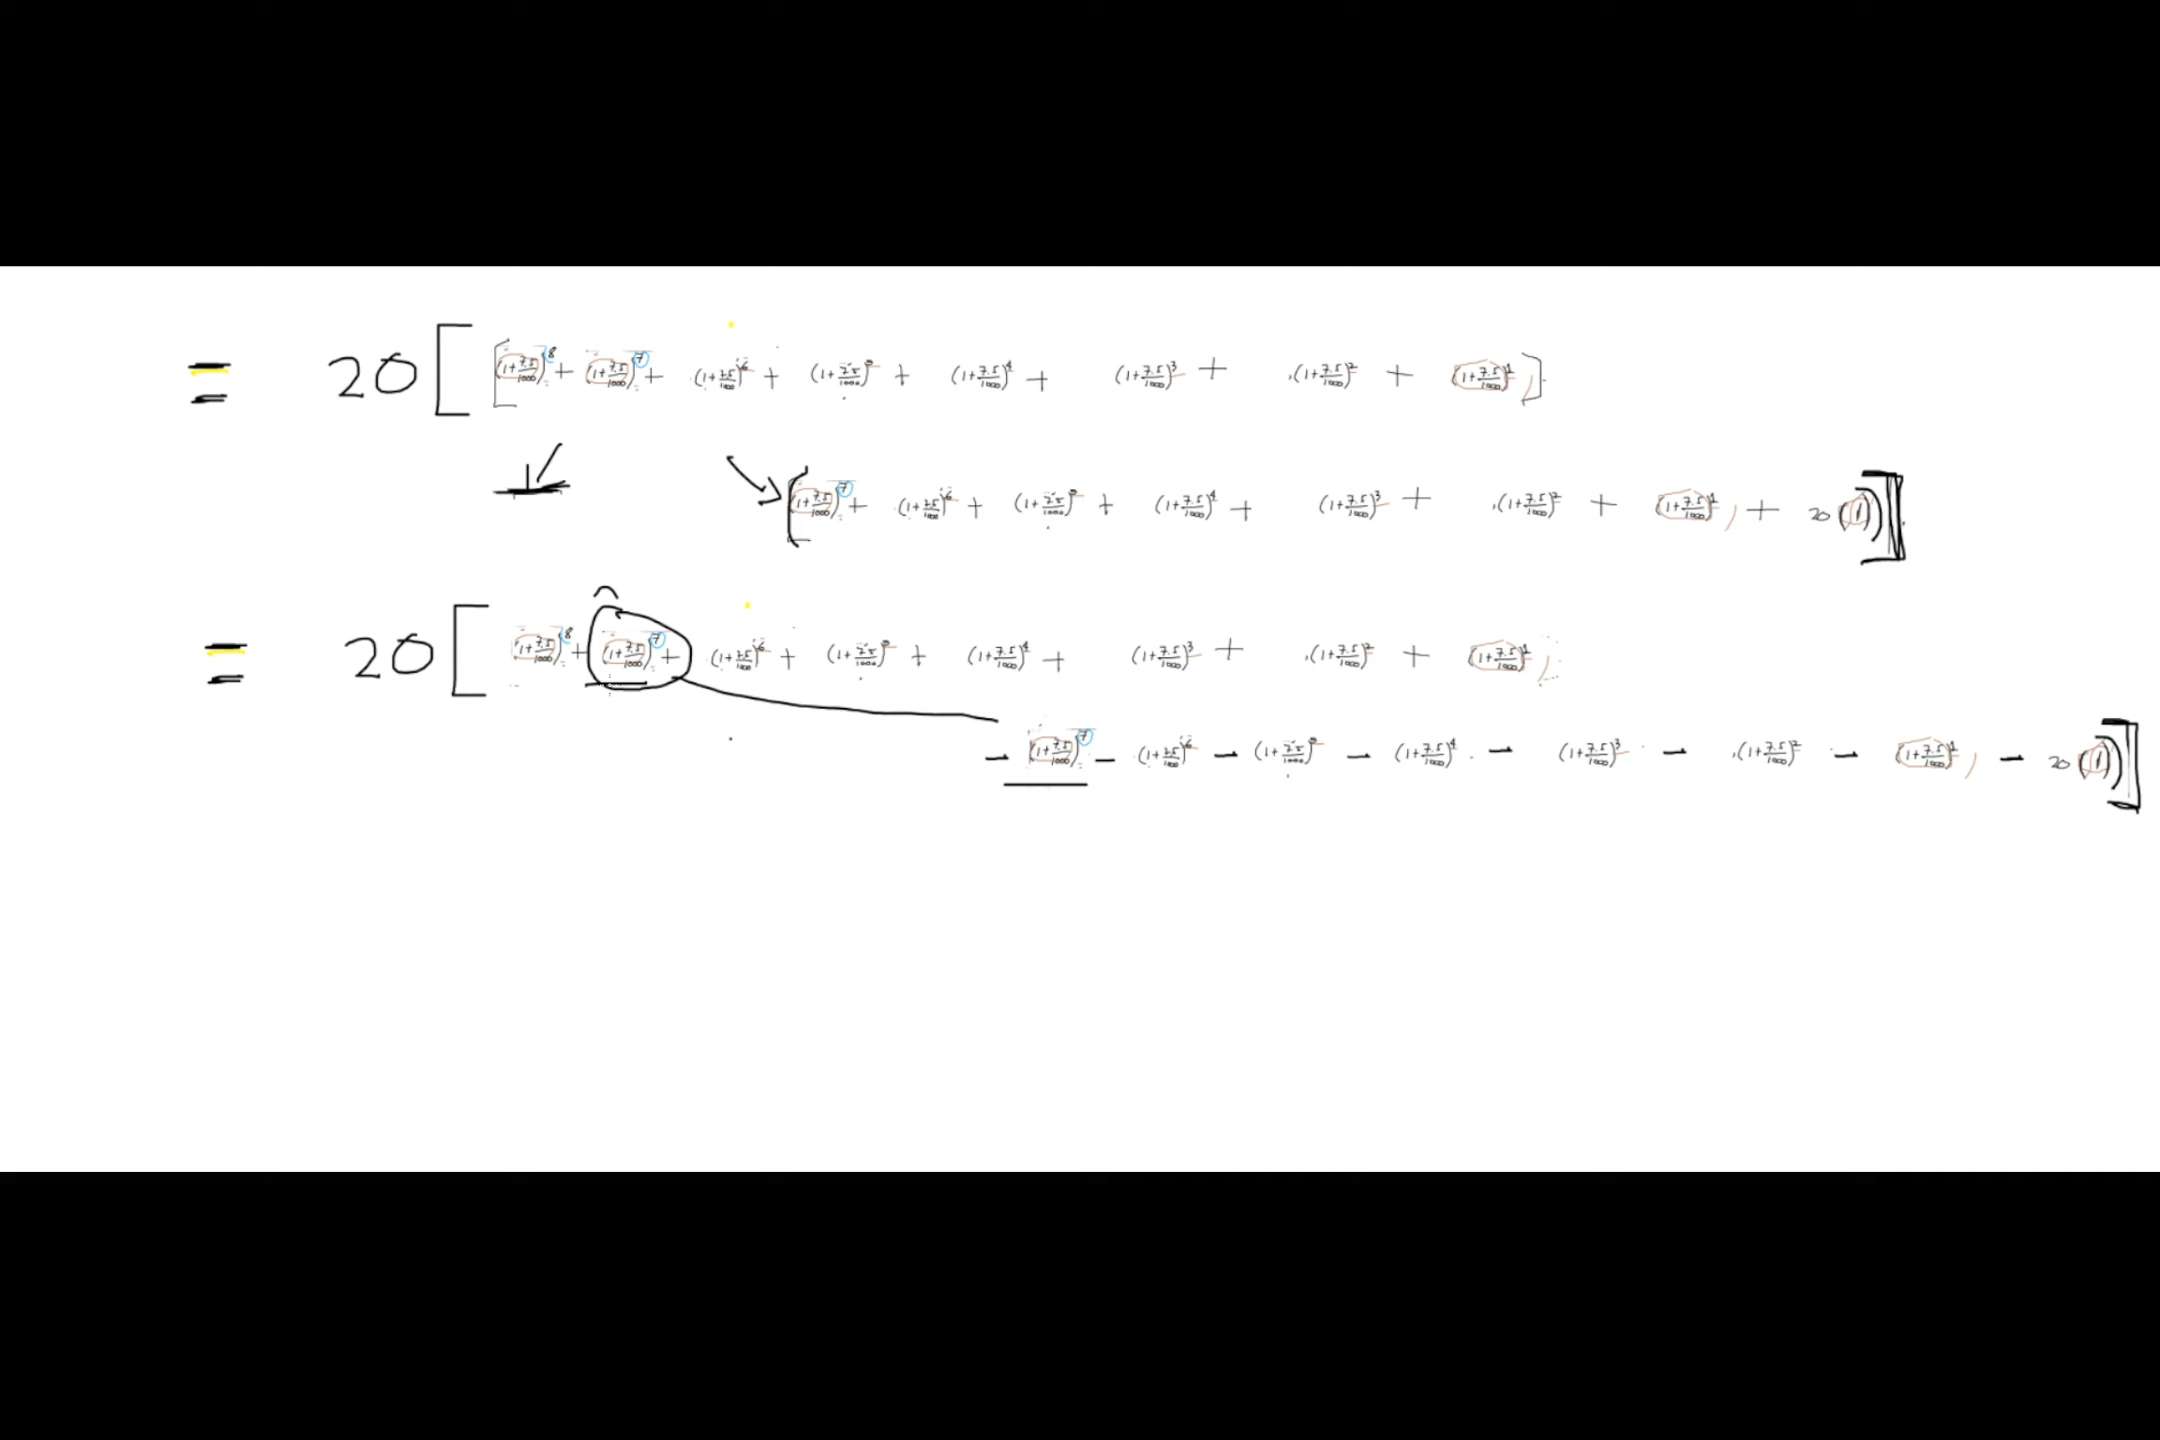 = 20 [ [(1+7.5/1000)^8 + (1+7.5/1000)^7 + (1+7.5/1000)^6 + (1+7.5/1000)^5 + (1+7.5/1000)^4 + (1+7.5/1000)^3 + (1+7.5/1000)^2 + (1+7.5/1000)^1]
- [(1+7.5/1000)^7 + (1+7.5/1000)^6 + (1+7.5/1000)^5 + (1+7.5/1000)^4 + (1+7.5/1000)^3 + (1+7.5/1000)^2 + (1+7.5/1000)^1 + 20(1)]]
= 20 [ (1+7.5/1000)^8 + (1+7.5/1000)^7 + (1+7.5/1000)^6 + (1+7.5/1000)^5 + (1+7.5/1000)^4 + (1+7.5/1000)^3 + (1+7.5/1000)^2 + (1+7.5/1000)^1
- (1+7.5/1000)^7 - (1+7.5/1000)^6 - (1+7.5/1000)^5 - (1+7.5/1000)^4 - (1+7.5/1000)^3 - (1+7.5/1000)^2 - (1+7.5/1000)^1 - 20(1)]